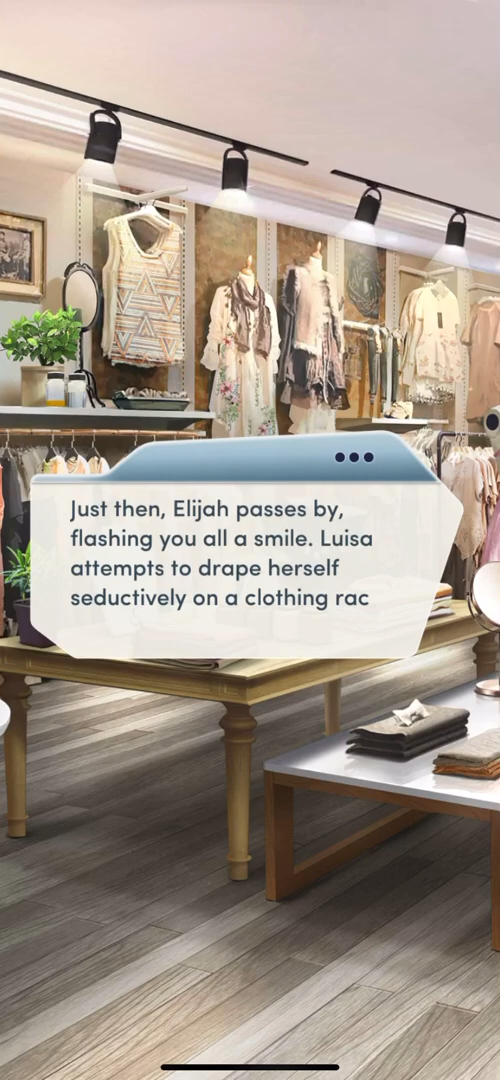 Just then, Elijah passes by,
flashing you all a smile. Luisa
attempts to drape herself
seductively on a clothing rac